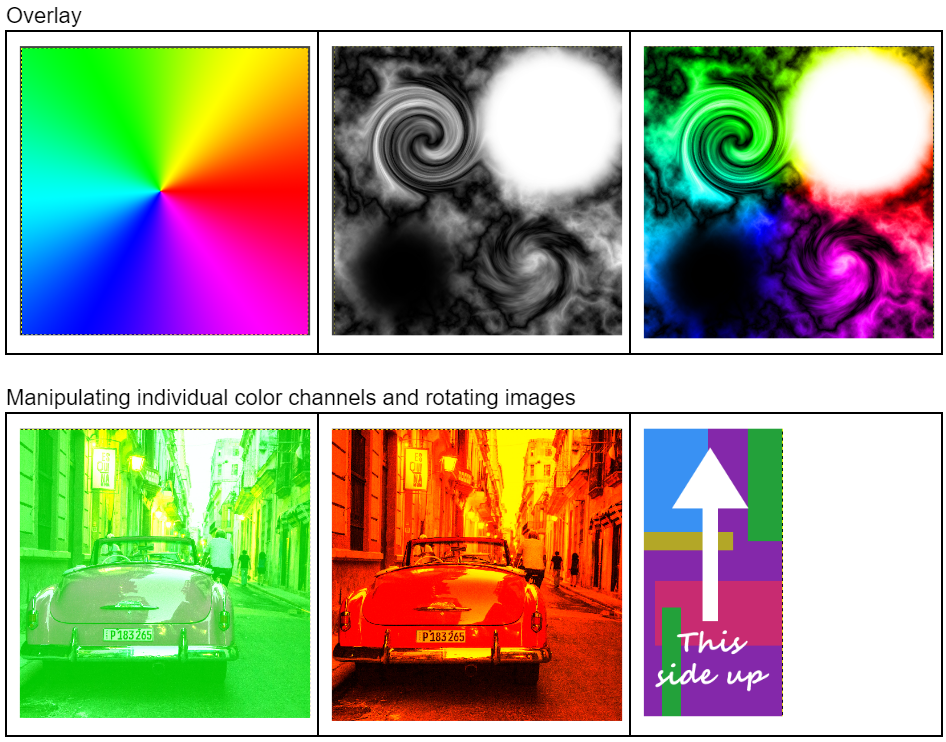 Overlay
Manipulating individual color channels and rotating images
P183265
P183265
This
side up